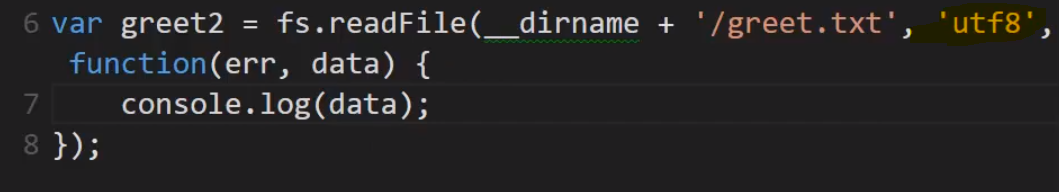 6 var greet2 = fs.readFile(__dirname + '/greet.txt', 'utf8',
function(err, data) {
7 console.log(data);
8 });